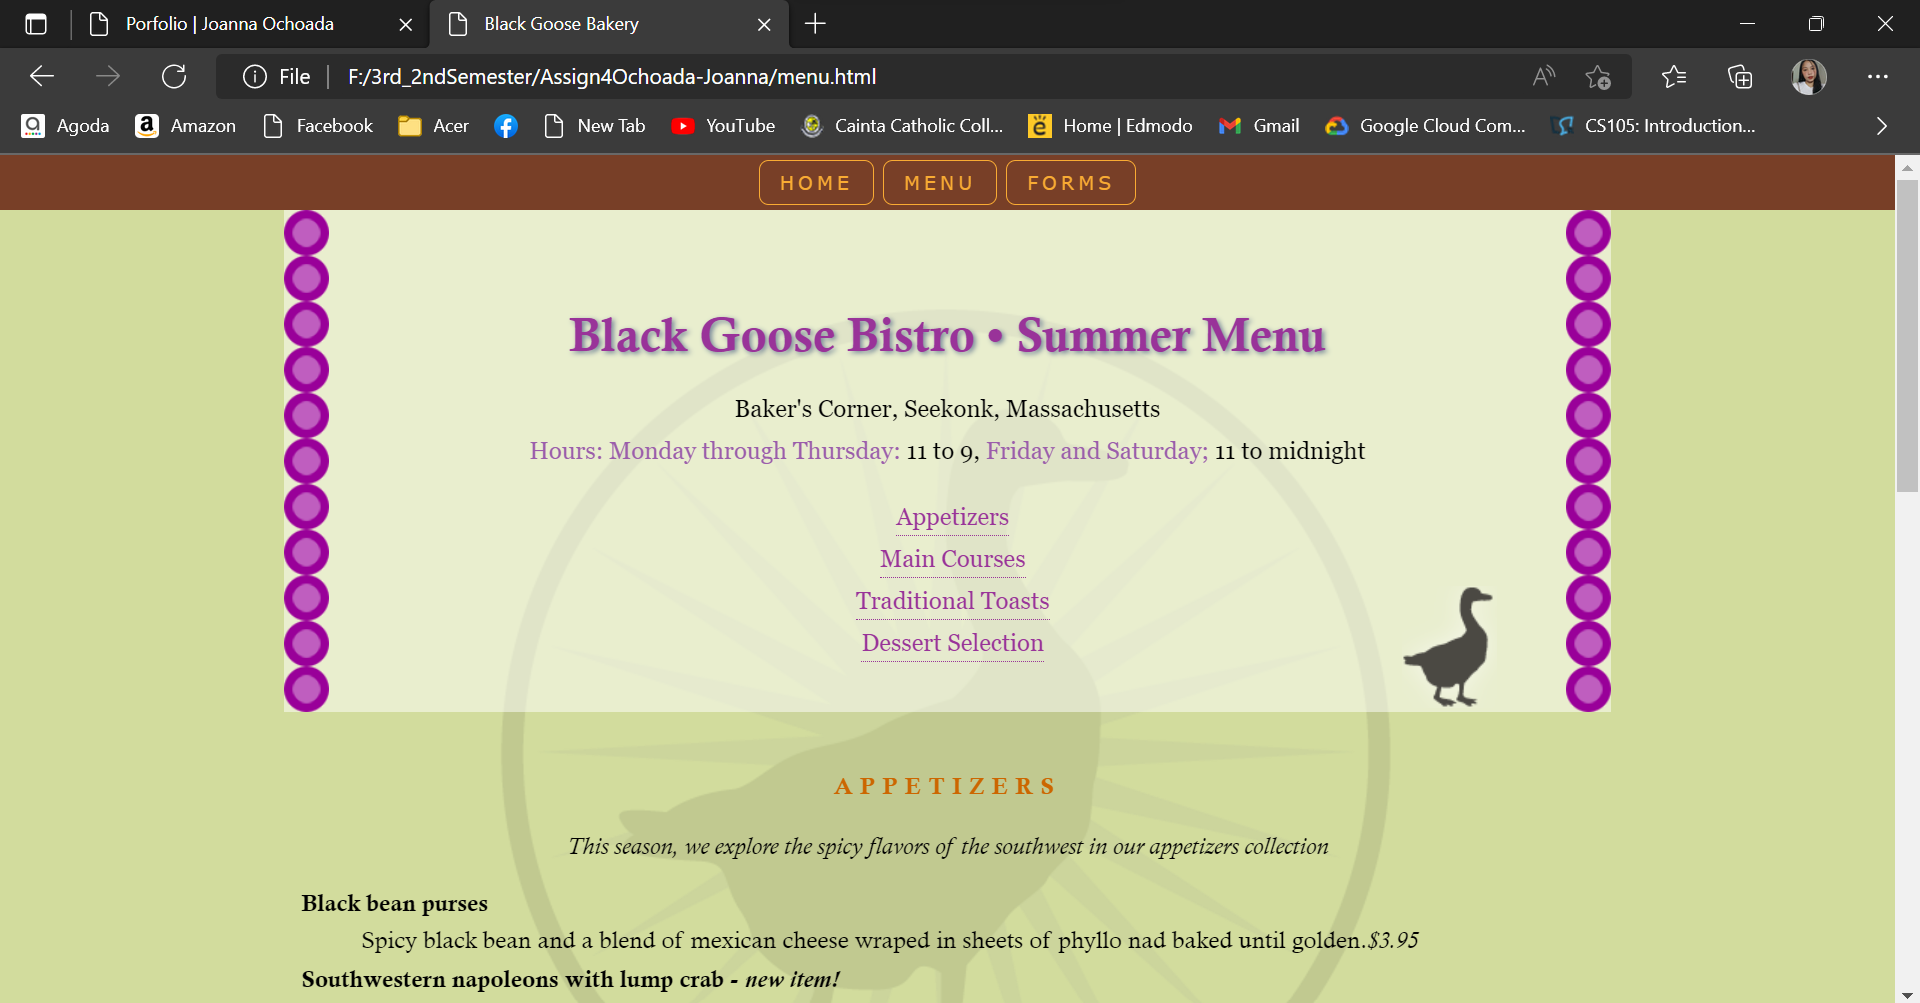 Porfolio | Joanna Ochoada
Black Goose Bakery
File
F:/3rd_2ndSemester/Assign4Ochoada-Joanna/menu.html
Agoda
Amazon
Facebook
Acer
New Tab
YouTube
Cainta Catholic Coll...
Home | Edmodo
Gmail
Google Cloud Com...
CS105: Introduction...
HOME
MENU
FORMS
Black Goose Bistro • Summer Menu
Baker's Corner, Seekonk, Massachusetts
Hours: Monday through Thursday: 11 to 9, Friday and Saturday; 11 to midnight
Appetizers
Main Courses
Traditional Toasts
Dessert Selection
APPETIZERS
This season, we explore the spicy flavors of the southwest in our appetizers collection
Black bean purses
Spicy black bean and a blend of mexican cheese wraped in sheets of phyllo nad baked until golden.$3.95
Southwestern napoleons with lump crab - new item!